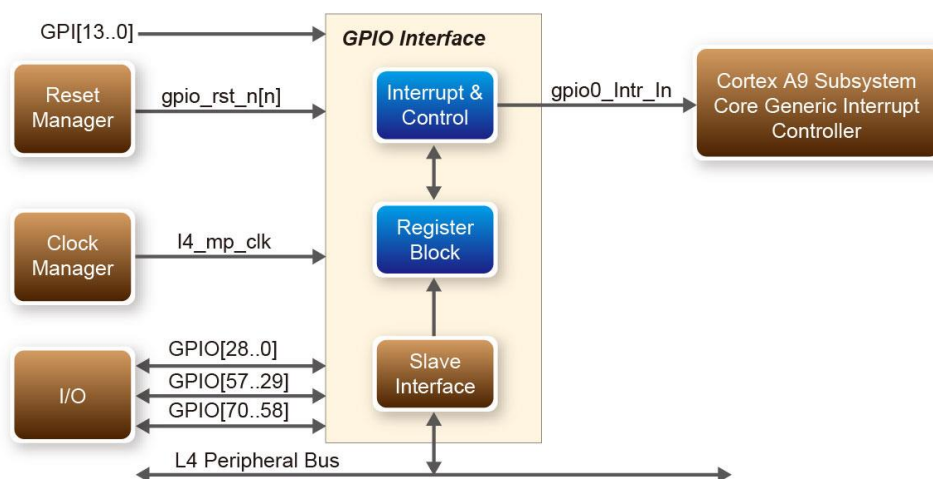 GPI[13..0]
GPIO Interface
Reset
Manager
gpio_rst_n[n]
Interrupt &
Control
gpio0_Intr_In
Cortex A9 Subsystem
Core Generic Interrupt
Controller
Clock
Manager
l4_mp_clk
Register
Block
I/O
GPIO[28..0]
GPIO[57..29]
GPIO[70..58]
Slave
Interface
L4 Peripheral Bus